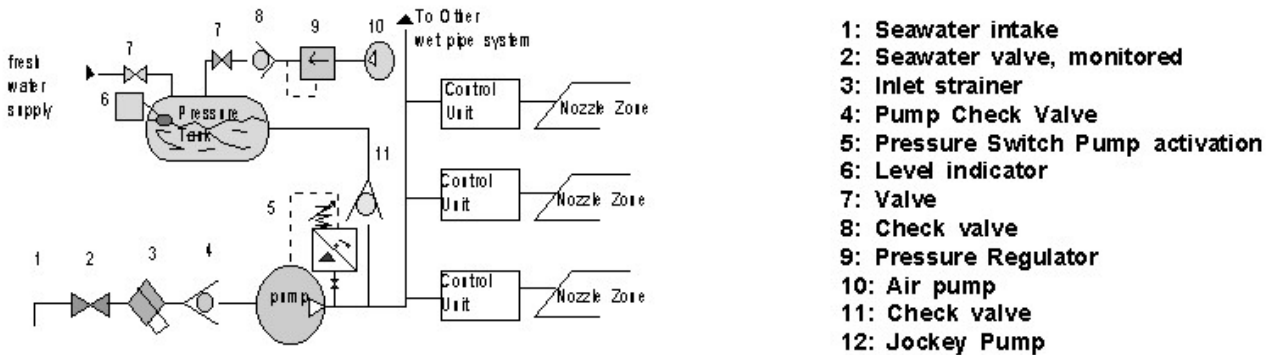 To Other
wet pipe system
7
7
8
9
10
fresh
water
supply
6
Pressure
Tank
Control
Unit
Nozzle Zone
11
Control
Unit
Nozzle Zone
5
1
2
3
4
pump
Control
Unit
Nozzle Zone
1: Seawater intake
2: Seawater valve, monitored
3: Inlet strainer
4: Pump Check Valve
5: Pressure Switch Pump activation
6: Level indicator
7: Valve
8: Check valve
9: Pressure Regulator
10: Air pump
11: Check valve
12: Jockey Pump